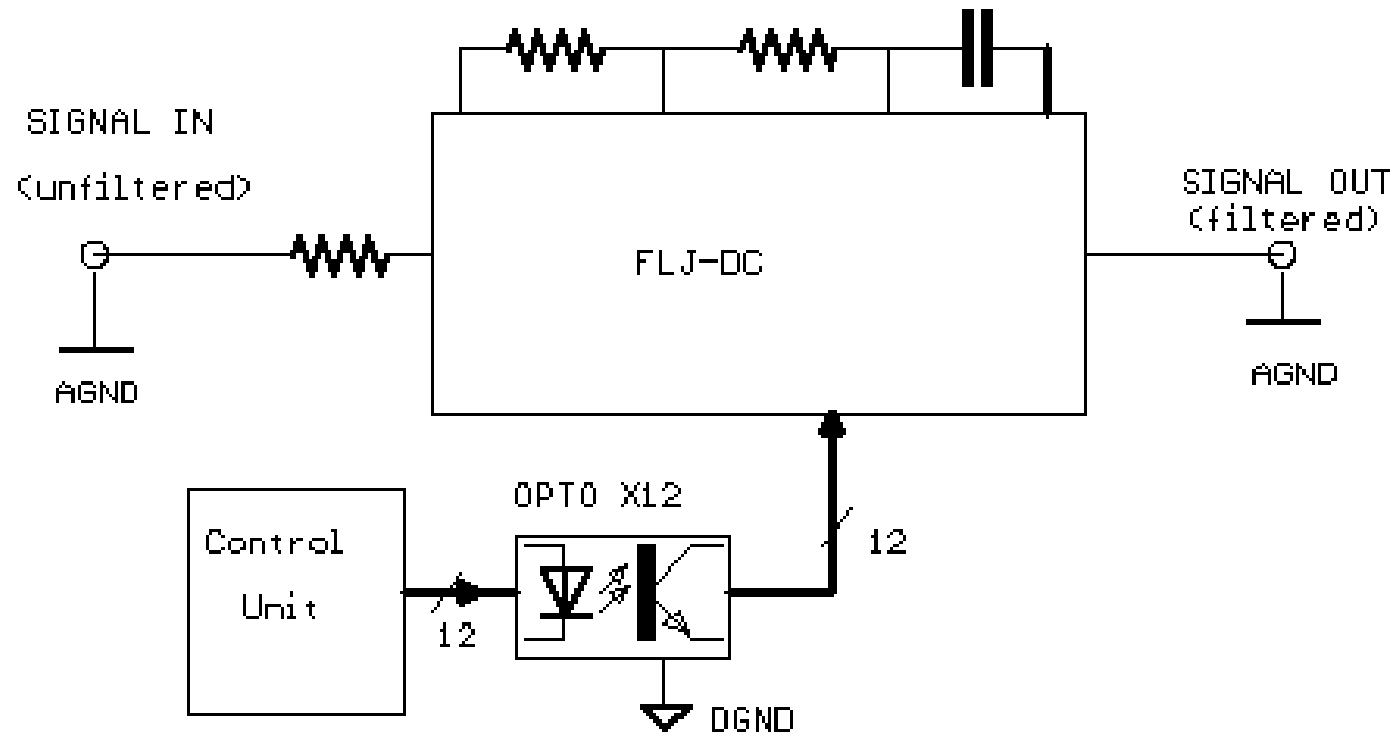 SIGNAL IN
(unfiltered)
SIGNAL OUT
(filtered)
FLJ-DC
AGND
AGND
OPTO X12
Control
Unit
12
12
DGND